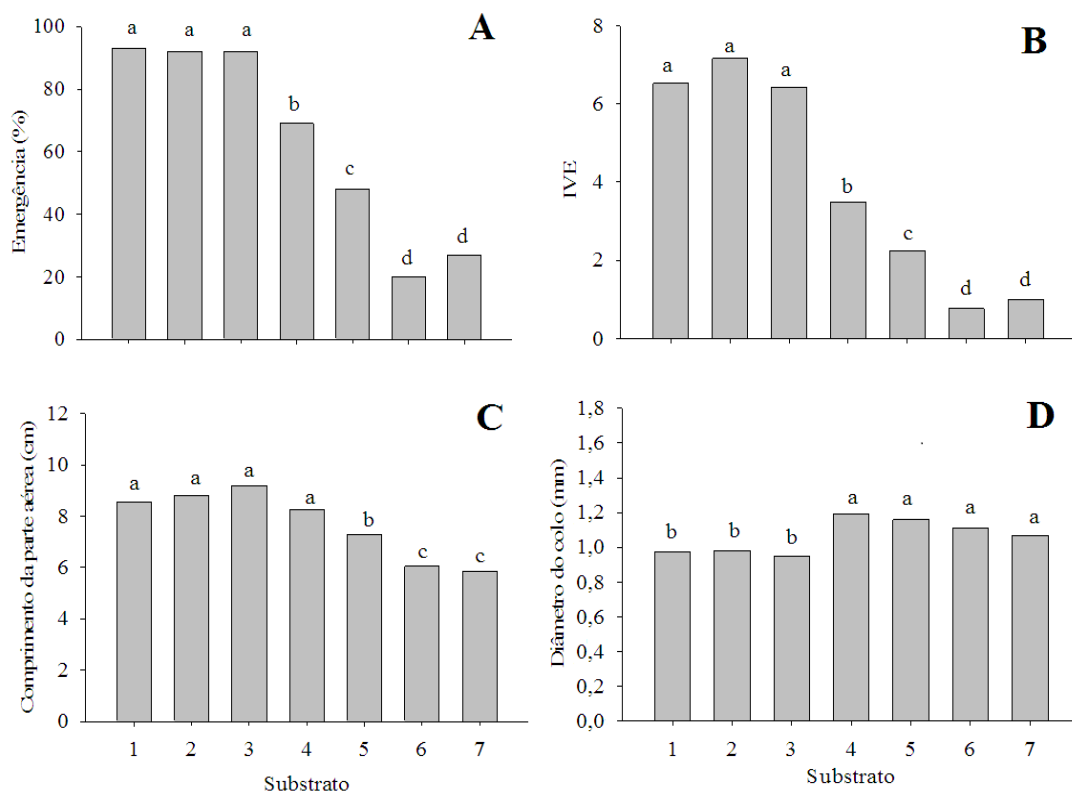 A
Emergência (%)
100
80
60
40
20
0
a a a b c d d
B
IVE
8
6
4
2
0
a a a b c d d
C
Comprimento da parte aérea (cm)
12
10
8
6
4
2
0
a a a a b c c
1 2 3 4 5 6 7
Substrato
D
Diâmetro do colo (mm)
1,8
1,6
1,4
1,2
1,0
0,8
0,6
0,4
0,2
0,0
b b b a a a a
1 2 3 4 5 6 7
Substrato